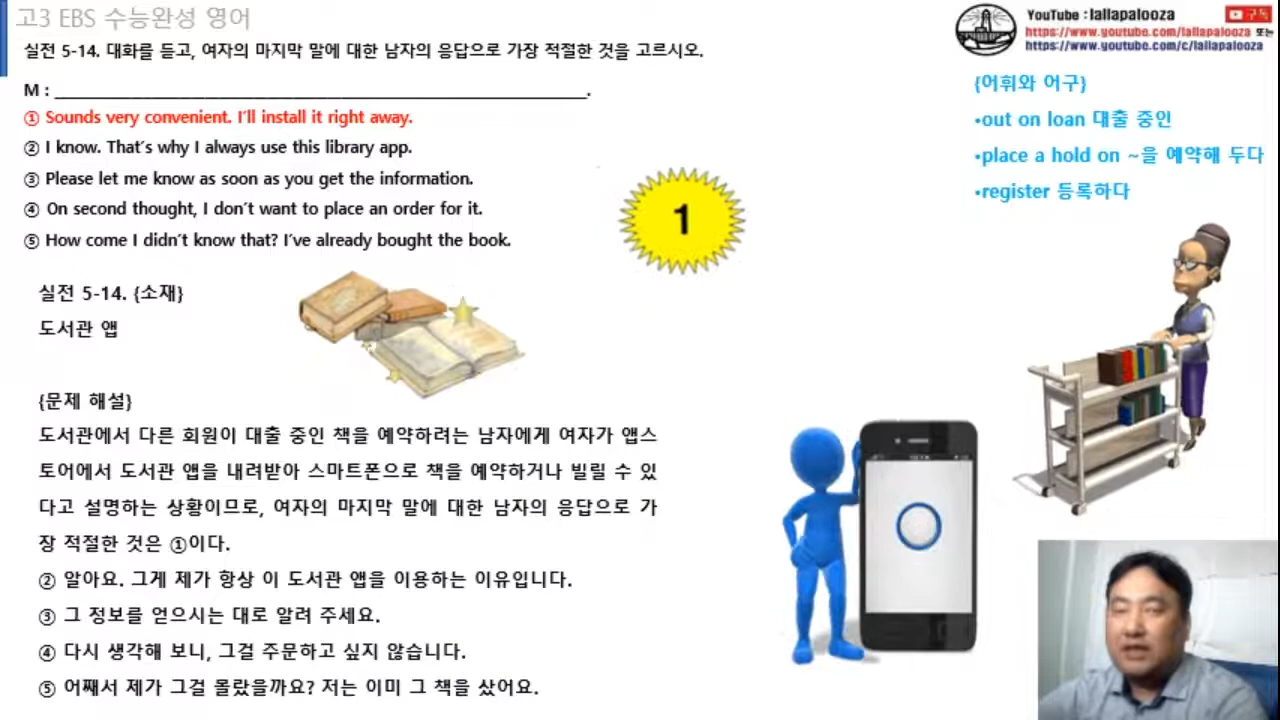 고3 EBS 수능완성 영어
YouTube : lallapalooza
구독
https://www.youtube.com/lallapalooza 또는
https://www.youtube.com/c/lallapalooza
실전 5-14. 대화를 듣고, 여자의 마지막 말에 대한 남자의 응답으로 가장 적절한 것을 고르시오.
M : ______________________________.
① Sounds very convenient. I'll install it right away.
② I know. That's why I always use this library app.
③ Please let me know as soon as you get the information.
④ On second thought, I don't want to place an order for it.
⑤ How come I didn't know that? I've already bought the book.
1
{어휘와 어구}
•out on loan 대출 중인
•place a hold on ~을 예약해 두다
•register 등록하다
실전 5-14. {소재}
도서관 앱
{문제 해설}
도서관에서 다른 회원이 대출 중인 책을 예약하려는 남자에게 여자가 앱스
토어에서 도서관 앱을 내려받아 스마트폰으로 책을 예약하거나 빌릴 수 있
다고 설명하는 상황이므로, 여자의 마지막 말에 대한 남자의 응답으로 가
장 적절한 것은 ①이다.
② 알아요. 그게 제가 항상 이 도서관 앱을 이용하는 이유입니다.
③ 그 정보를 얻으시는 대로 알려 주세요.
④ 다시 생각해 보니, 그걸 주문하고 싶지 않습니다.
⑤ 어째서 제가 그걸 몰랐을까요? 저는 이미 그 책을 샀어요.